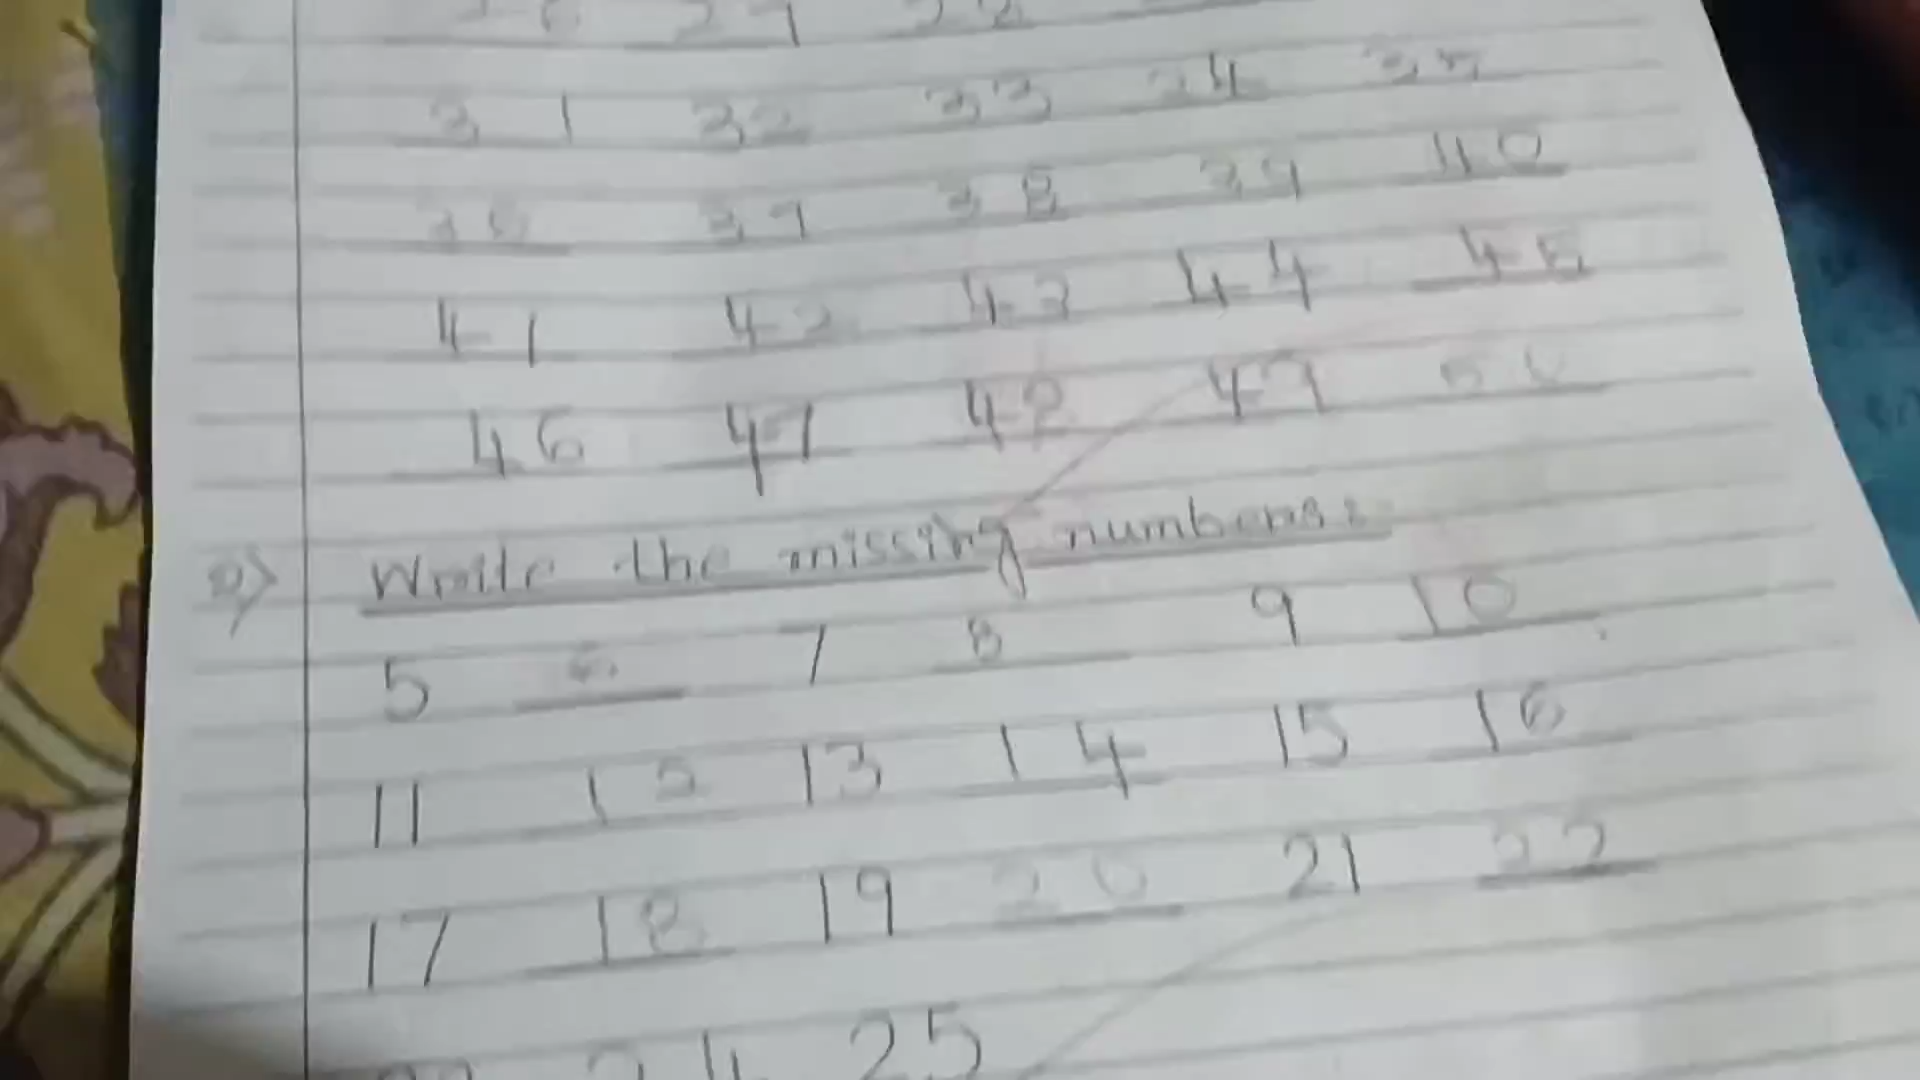 31 32 33 34 35
36 37 38 39 40
41 42 43 44 45
46 47 48 49 50
2) Write the missing numbers:
5 6 7 8 9 10
11 12 13 14 15 16
17 18 19 20 21 22
24 25